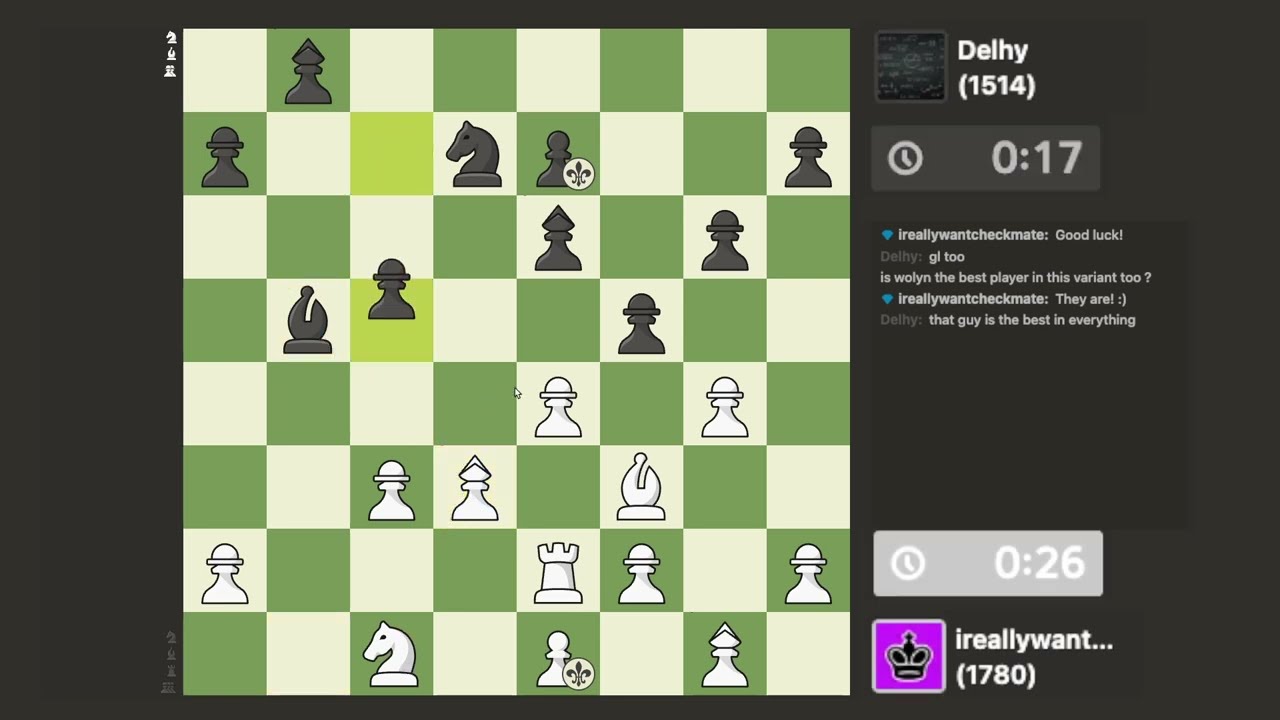 Delhy
(1514)
0:17
ireallywantcheckmate: Good luck!
Delhy: gl too
is wolyn the best player in this variant too ?
ireallywantcheckmate: They are! :)
Delhy: that guy is the best in everything
0:26
ireallywant...
(1780)